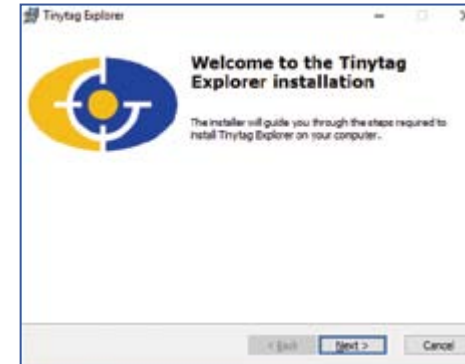 Tinytag Explorer
Welcome to the Tinytag
Explorer installation
The installer will guide you through the steps required to
install Tinytag Explorer on your computer.
< Back
Next >
Cancel